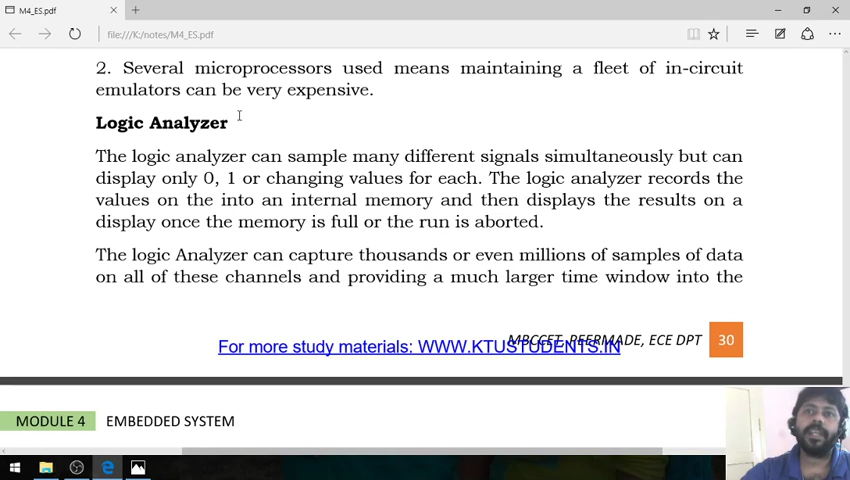 M4_ES.pdf
file:///K:/notes/M4_ES.pdf
2. Several microprocessors used means maintaining a fleet of in-circuit
emulators can be very expensive.
Logic Analyzer
The logic analyzer can sample many different signals simultaneously but can
display only 0, 1 or changing values for each. The logic analyzer records the
values on the into an internal memory and then displays the results on a
display once the memory is full or the run is aborted.
The logic Analyzer can capture thousands or even millions of samples of data
on all of these channels and providing a much larger time window into the
MBCCET, PEERMADE, ECE DPT 30
For more study materials: WWW.KTUSTUDENTS.IN
MODULE 4 EMBEDDED SYSTEM